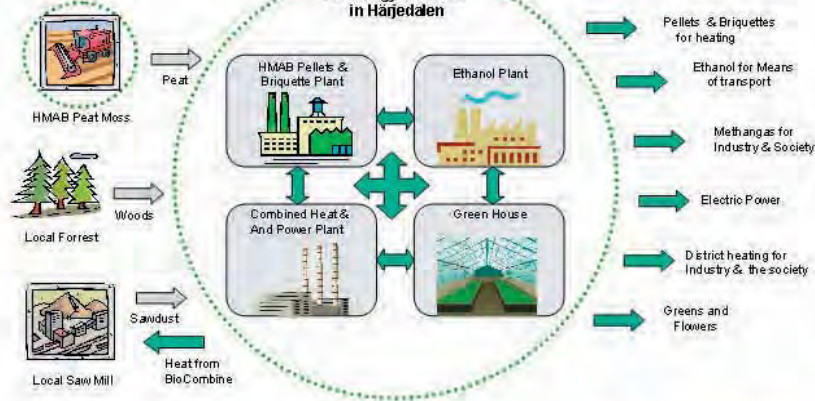 in Härjedalen
Peat
HMAB Peat Moss
Woods
Local Forrest
Sawdust
Heat from
BioCombine
Local Saw Mill
HMAB Pellets &
Briquette Plant
Ethanol Plant
Combined Heat &
And Power Plant
Green House
Pellets & Briquettes
for heating
Ethanol for Means
of transport
Methangas for
Industry & Society
Electric Power
District heating for
Industry & the society
Greens and
Flowers